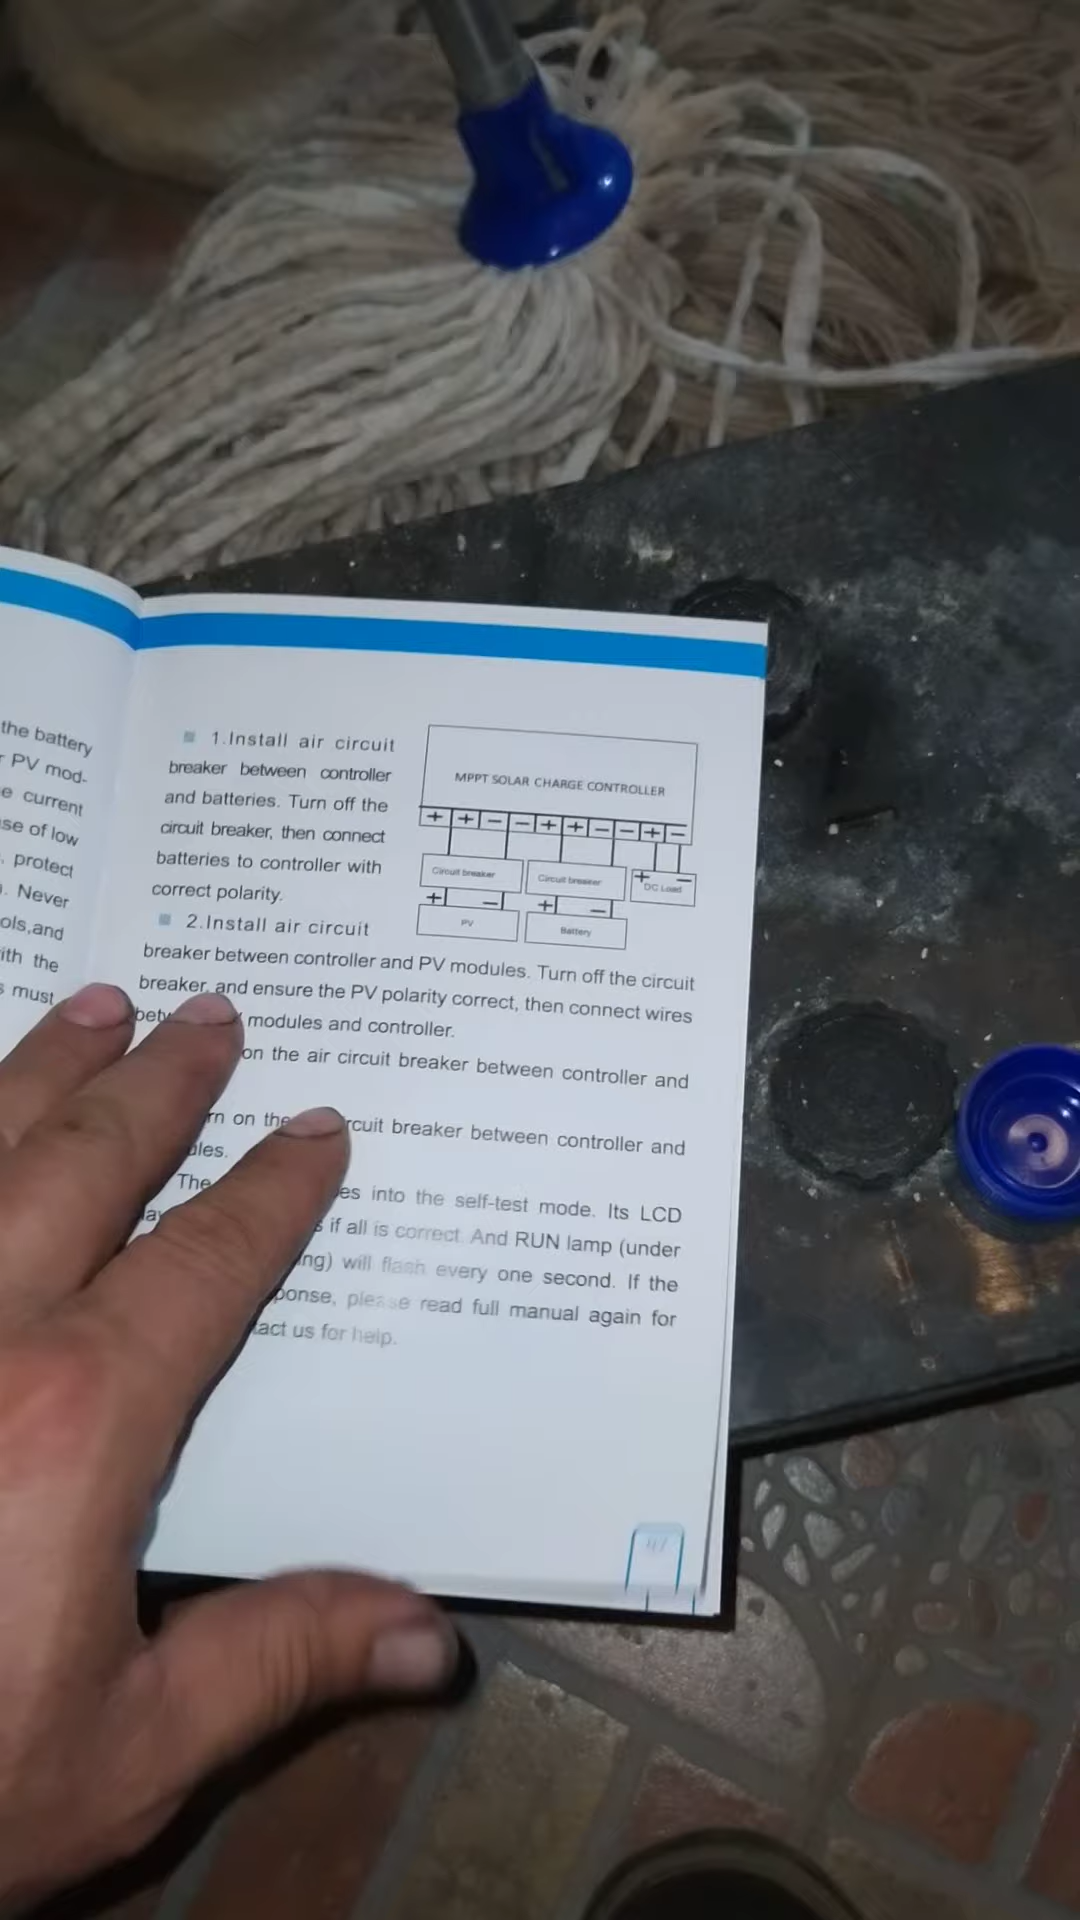 the battery
PV mod-
e current
se of low
, protect
. Never
ols,and
ith the
s must
1.Install air circuit
breaker between controller
and batteries. Turn off the
circuit breaker, then connect
batteries to controller with
correct polarity.
MPPT SOLAR CHARGE CONTROLLER
+ + − − + + − − + −
Circuit breaker
Circuit breaker
+ −
DC Load
+ −
+ −
PV
Battery
2.Install air circuit
breaker between controller and PV modules. Turn off the circuit
breaker, and ensure the PV polarity correct, then connect wires
modules and controller.
on the air circuit breaker between controller and
rn on the rcuit breaker between controller and
ules.
The es into the self-test mode. Its LCD
if all is correct. And RUN lamp (under
ing) will flash every one second. If the
ponse, please read full manual again for
tact us for help.